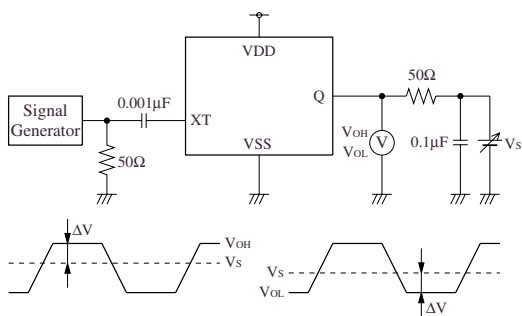 VDD
Signal
Generator
0.001μF
XT
Q
50Ω
50Ω
VOH
VOL
V
0.1μF
VS
VSS
ΔV
VOH
VS
VS
VOL
ΔV